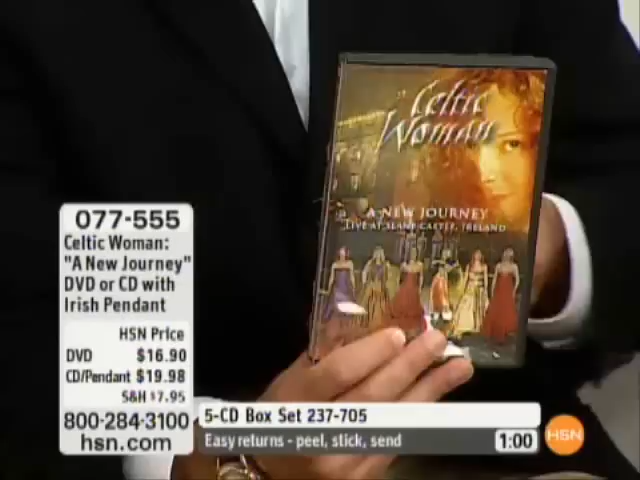 Celtic
Woman
A NEW JOURNEY
LIVE AT SLANE CASTLE, IRELAND
077-555
Celtic Woman:
"A New Journey"
DVD or CD with
Irish Pendant
HSN Price
DVD $16.90
CD/Pendant $19.98
S&H $7.95
800-284-3100
hsn.com
5-CD Box Set 237-705
Easy returns - peel, stick, send 1:00
HSN